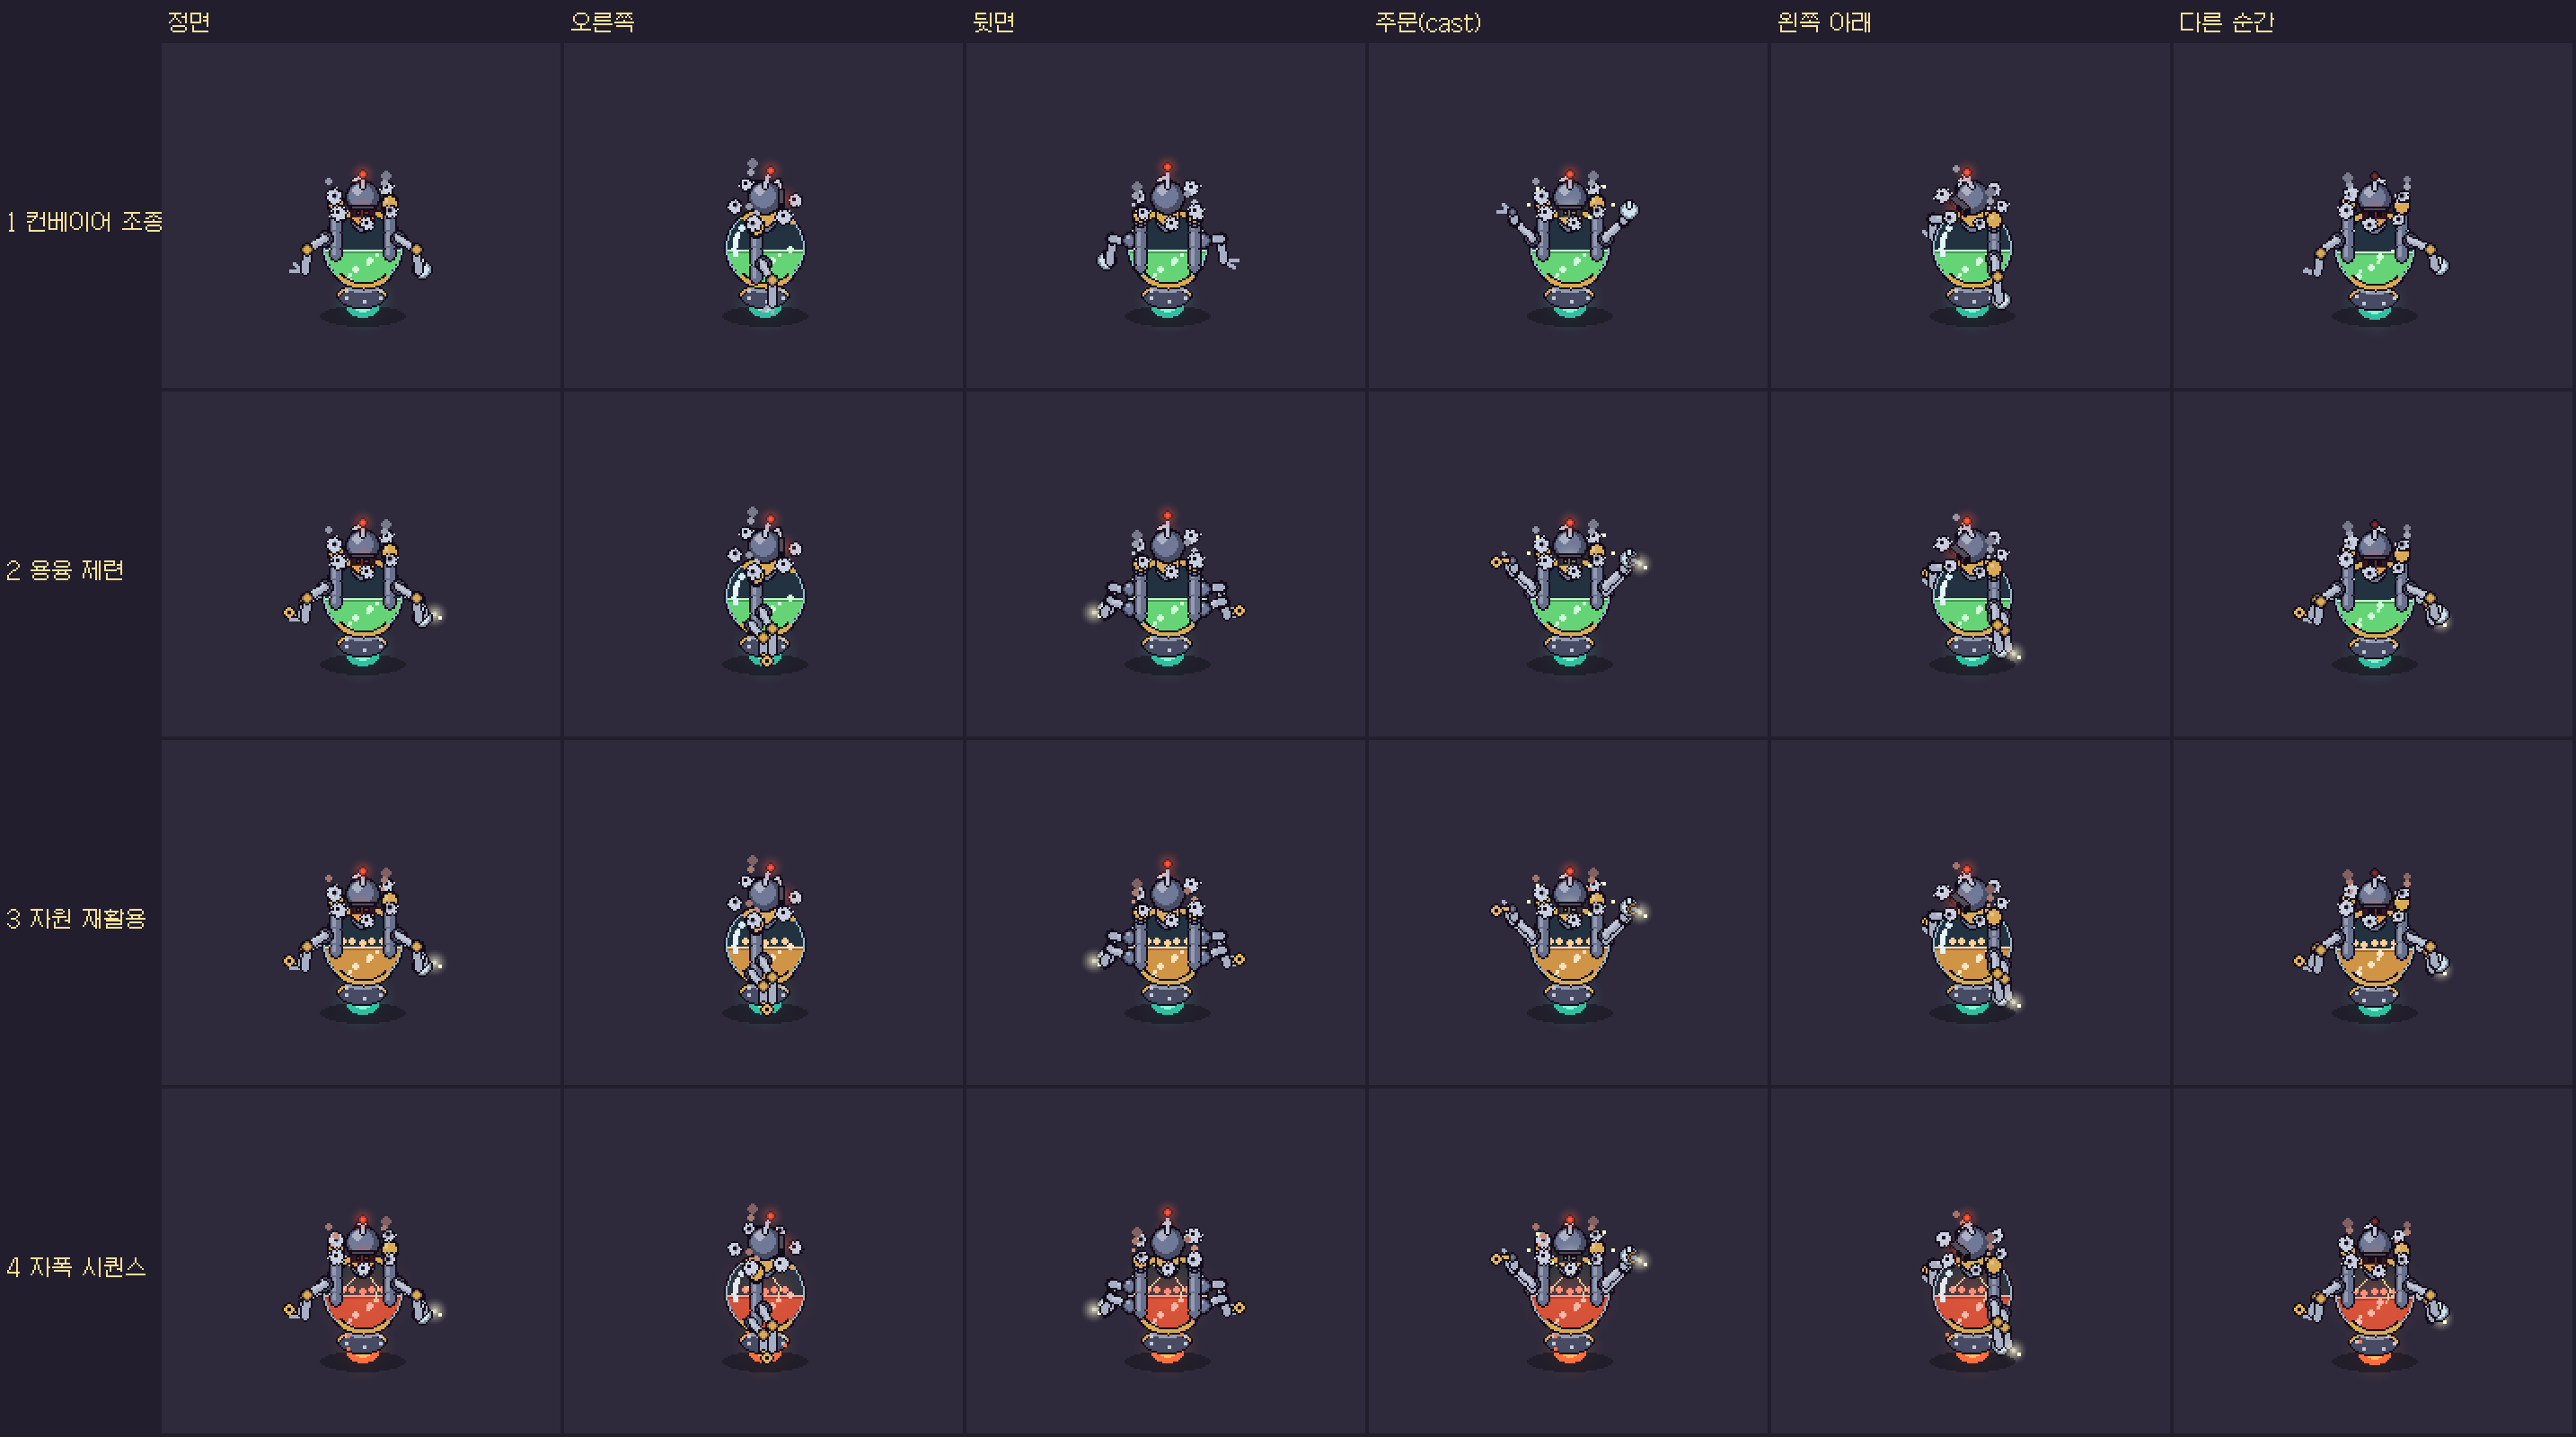 정면
오른쪽
뒷면
주문(cast)
왼쪽 아래
다른 순간
1 컨베이어 조종
2 용융 제련
3 자원 재활용
4 자폭 시퀀스